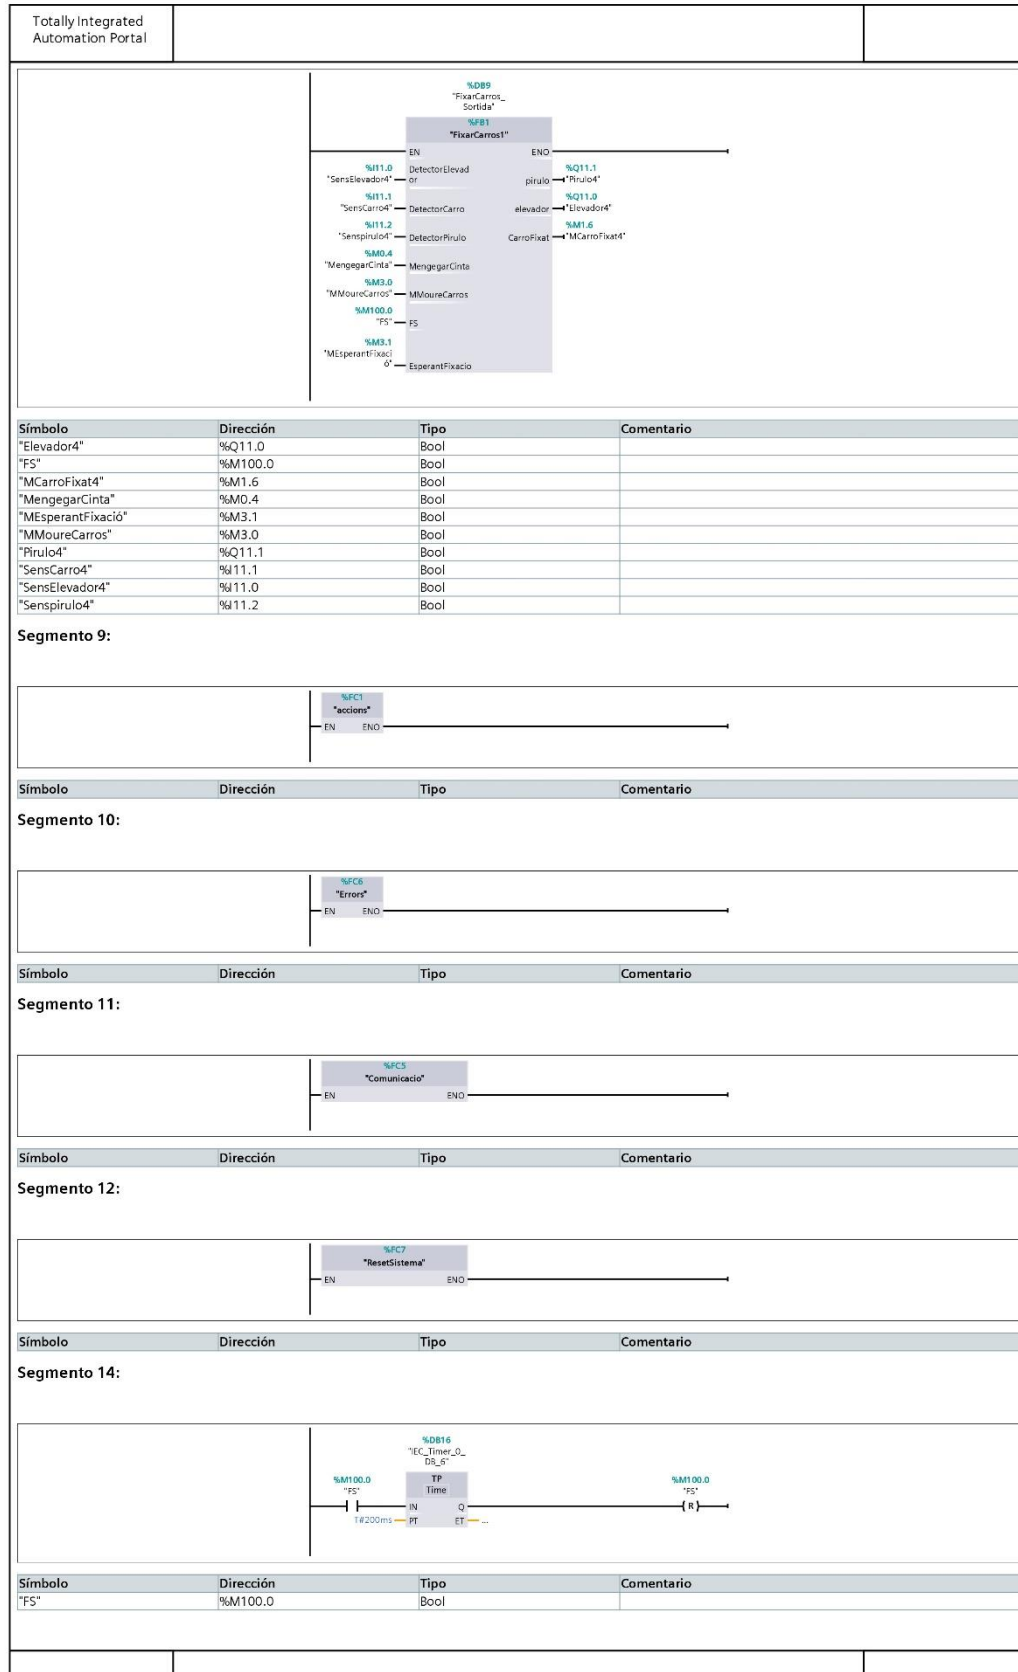 Totally Integrated
Automation Portal
%DB9
"FixarCarros_
Sortida"
%FB1
"FixarCarros1"
EN ENO
%I11.0
"SensElevador4"
DetectorElevad
or
pirulo
%Q11.1
"Pirulo4"
%I11.1
"SensCarro4"
DetectorCarro
elevador
%Q11.0
"Elevador4"
%I11.2
"Senspirulo4"
DetectorPirulo
CarroFixat
%M1.6
"MCarroFixat4"
%M0.4
"MengegarCinta"
MengegarCinta
%M3.0
"MMoureCarros"
MMoureCarros
%M100.0
"FS"
FS
%M3.1
"MEsperantFixaci
ó"
EsperantFixacio
Símbolo Dirección Tipo Comentario
"Elevador4" %Q11.0 Bool
"FS" %M100.0 Bool
"MCarroFixat4" %M1.6 Bool
"MengegarCinta" %M0.4 Bool
"MEsperantFixació" %M3.1 Bool
"MMoureCarros" %M3.0 Bool
"Pirulo4" %Q11.1 Bool
"SensCarro4" %I11.1 Bool
"SensElevador4" %I11.0 Bool
"Senspirulo4" %I11.2 Bool
Segmento 9:
%FC1
"accions"
EN ENO
Símbolo Dirección Tipo Comentario
Segmento 10:
%FC6
"Errors"
EN ENO
Símbolo Dirección Tipo Comentario
Segmento 11:
%FC5
"Comunicacio"
EN ENO
Símbolo Dirección Tipo Comentario
Segmento 12:
%FC7
"ResetSistema"
EN ENO
Símbolo Dirección Tipo Comentario
Segmento 14:
%DB16
"IEC_Timer_0_
DB_6"
%M100.0
"FS"
TP
Time
%M100.0
"FS"
IN Q
R
T#200ms PT ET ...
Símbolo Dirección Tipo Comentario
"FS" %M100.0 Bool